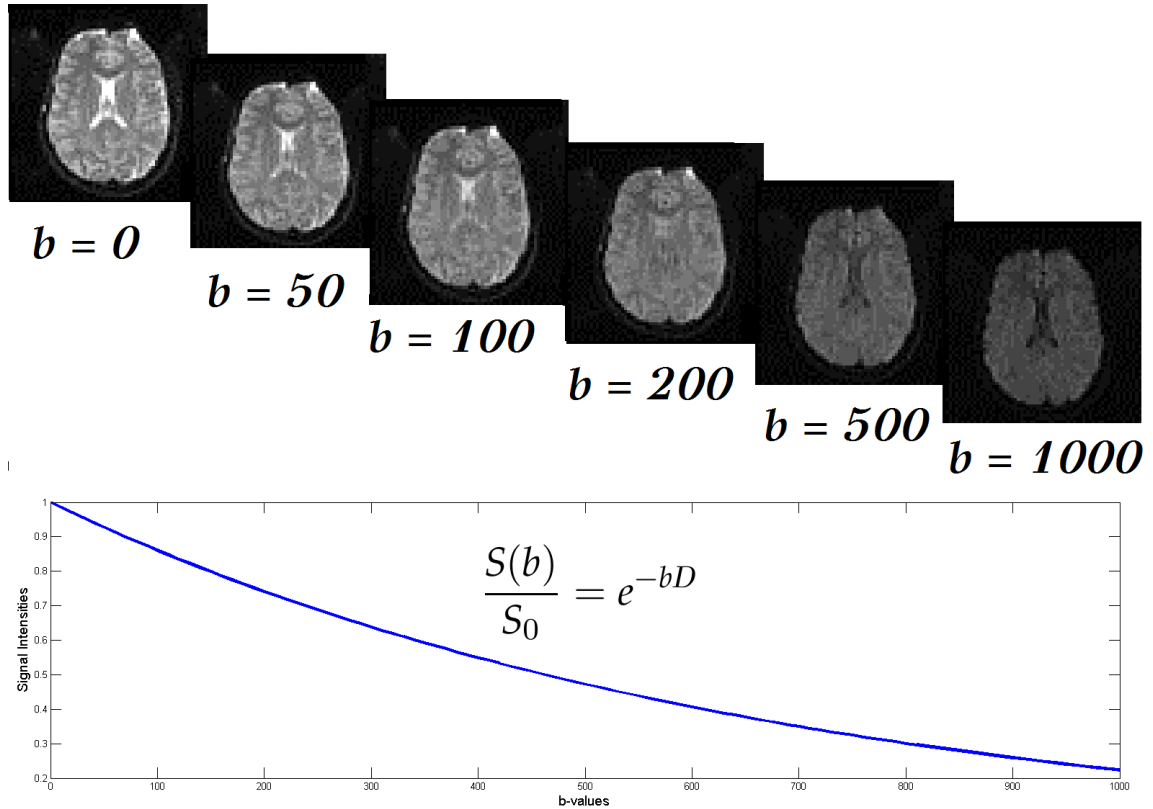 b = 0
b = 50
b = 100
b = 200
b = 500
b = 1000
S(b)/S₀ = e^{-bD}
Signal Intensities
1
0.9
0.8
0.7
0.6
0.5
0.4
0.3
0.2
0 100 200 300 400 500 600 700 800 900 1000
b-values